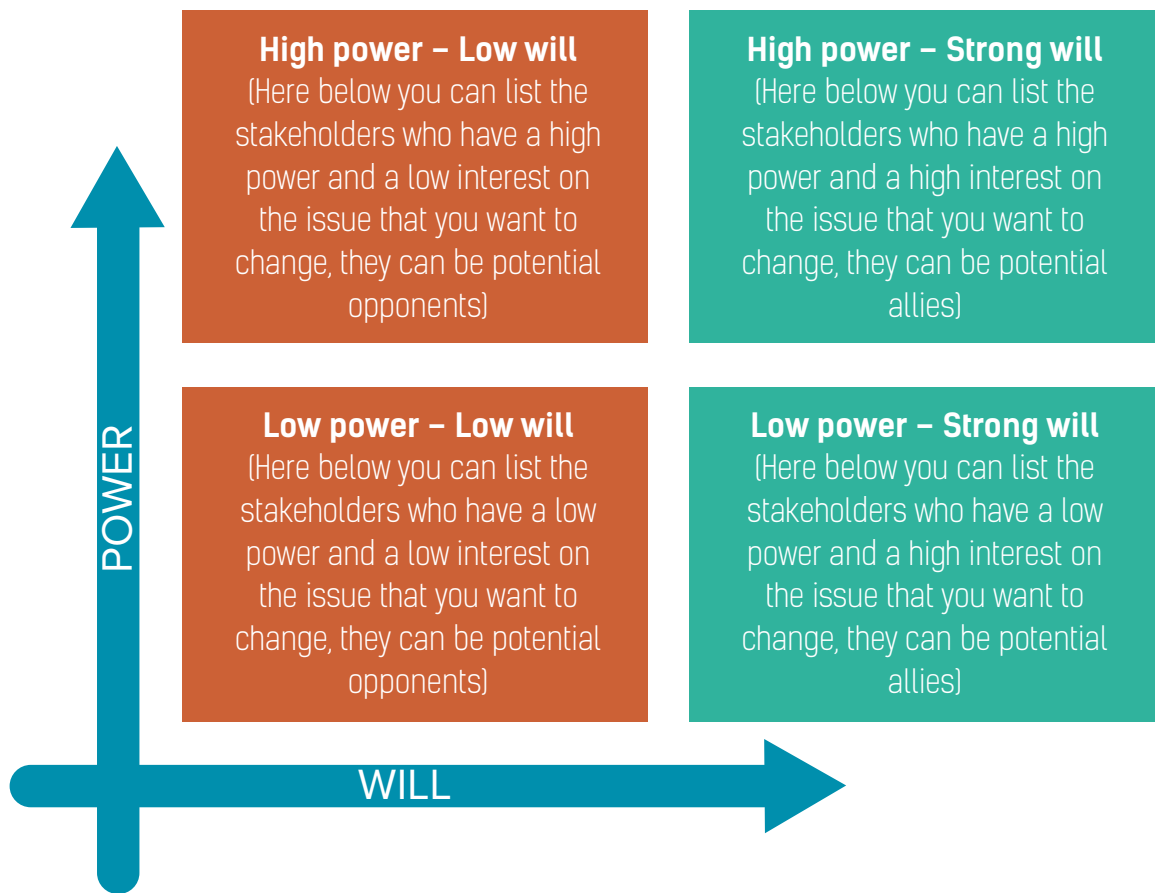 High power – Low will
(Here below you can list the
stakeholders who have a high
power and a low interest on
the issue that you want to
change, they can be potential
opponents)
High power – Strong will
(Here below you can list the
stakeholders who have a high
power and a high interest on
the issue that you want to
change, they can be potential
allies)
POWER
Low power – Low will
(Here below you can list the
stakeholders who have a low
power and a low interest on
the issue that you want to
change, they can be potential
opponents)
Low power – Strong will
(Here below you can list the
stakeholders who have a low
power and a high interest on
the issue that you want to
change, they can be potential
allies)
WILL